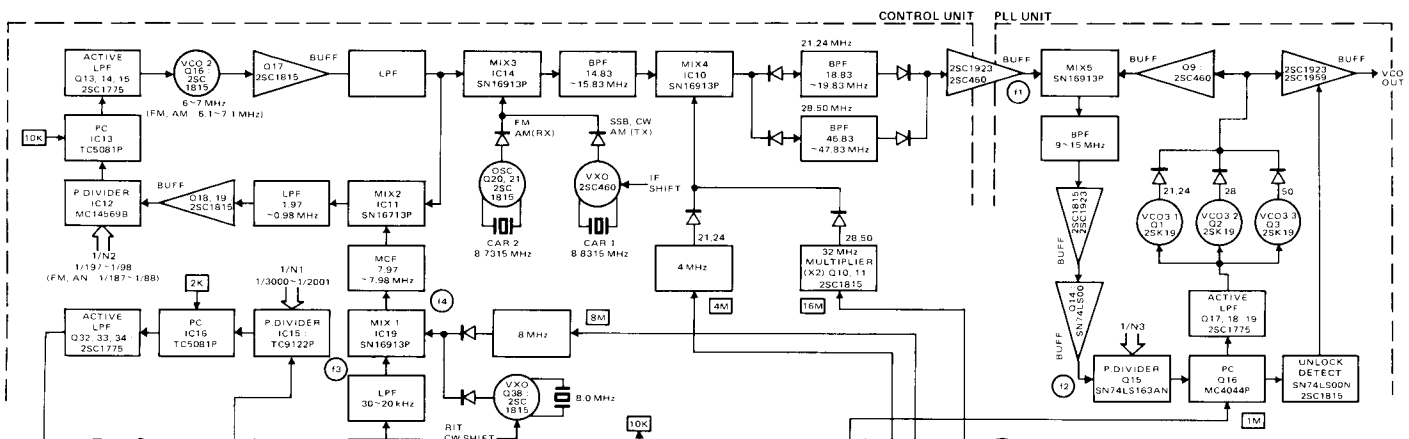 CONTROL UNIT
PLL UNIT
ACTIVE
LPF
Q13, 14, 15
2SC1775
VCO 2
Q16 :
2SC
1815
6~7 MHz
(FM, AM 6.1~7.1 MHz)
BUFF
Q17
2SC1815
LPF
MIX3
IC14
SN16913P
BPF
14.83
~15.83 MHz
MIX4
IC10
SN16913P
21,24 MHz
BPF
18.83
~19.83 MHz
28.50 MHz
BPF
46.83
~47.83 MHz
2SC1923
2SC460
BUFF
f1
MIX5
SN16913P
BUFF
Q9 :
2SC460
BUFF
2SC1923
2SC1959
VCO
OUT
10K
PC
IC13
TC5081P
FM
AM(RX)
SSB, CW
AM (TX)
OSC
Q20, 21
2SC
1815
CAR 2
8 7315 MHz
VXO
2SC460
IF
SHIFT
CAR 1
8 8315 MHz
BPF
9~15 MHz
P.DIVIDER
IC12
MC14569B
BUFF
Q18, 19
2SC1815
LPF
1.97
~0.98 MHz
MIX2
IC11
SN16713P
1/N2
1/197~1/98
(FM, AN 1/187~1/88)
MCF
7.97
~7.98 MHz
21,24
4 MHz
4M
28.50
32 MHz
MULTIPLIER
(X2) Q10, 11
2SC1815
16M
2SC1815
2SC1923
BUFF
21,24
28
50
VCO3 1
Q1
2SK19
VCO3 2
Q2
2SK19
VCO3 3
Q3
2SK19
2K
1/N1
1/3000~1/2001
ACTIVE
LPF
Q32, 33, 34 :
2SC1775
PC
IC16
TC5081P
P.DIVIDER
IC15 :
TC9122P
f4
MIX 1
IC19
SN16913P
8 MHz
8M
f3
LPF
30~20 kHz
VXO
Q38 :
2SC
1815
8.0 MHz
RIT
CW SHIFT
10K
Q14 :
SN74LS00
BUFF
f2
1/N3
P.DIVIDER
Q15
SN74LS163AN
ACTIVE
LPF
Q17, 18, 19
2SC1775
PC
Q16
MC4044P
UNLOCK
DETECT
SN74LS00N
2SC1815
1M